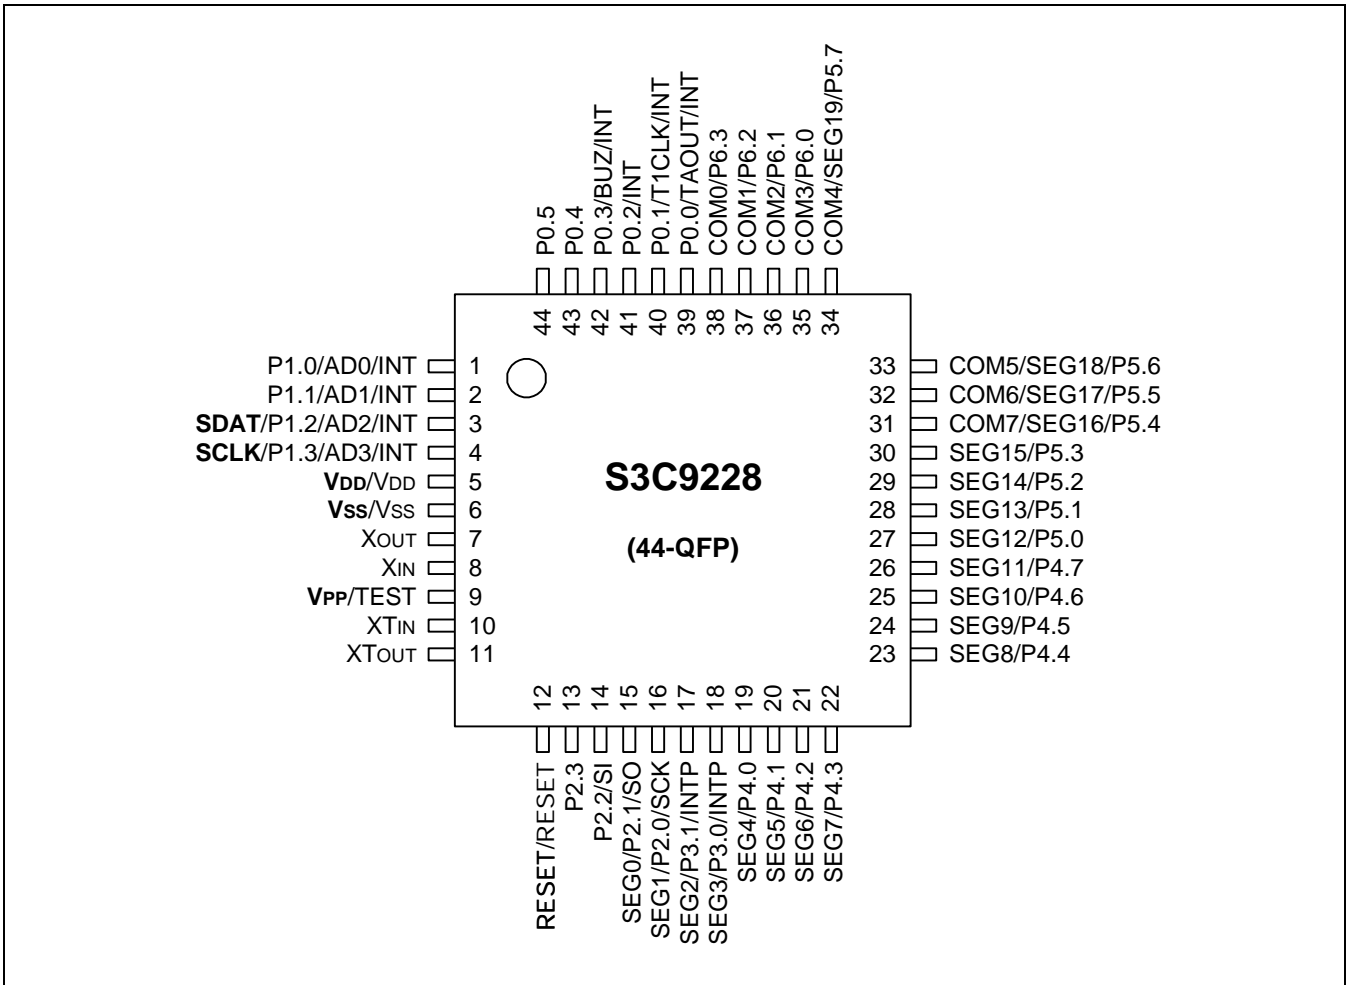 P0.5
P0.4
P0.3/BUZ/INT
P0.2/INT
P0.1/T1CLK/INT
P0.0/TAOUT/INT
COM0/P6.3
COM1/P6.2
COM2/P6.1
COM3/P6.0
COM4/SEG19/P5.7
44
43
42
41
40
39
38
37
36
35
34
P1.0/AD0/INT 1
P1.1/AD1/INT 2
SDAT/P1.2/AD2/INT 3
SCLK/P1.3/AD3/INT 4
VDD/VDD 5
VSS/VSS 6
XOUT 7
XIN 8
VPP/TEST 9
XTIN 10
XTOUT 11
S3C9228
(44-QFP)
33 COM5/SEG18/P5.6
32 COM6/SEG17/P5.5
31 COM7/SEG16/P5.4
30 SEG15/P5.3
29 SEG14/P5.2
28 SEG13/P5.1
27 SEG12/P5.0
26 SEG11/P4.7
25 SEG10/P4.6
24 SEG9/P4.5
23 SEG8/P4.4
12
13
14
15
16
17
18
19
20
21
22
RESET/RESET
P2.3
P2.2/SI
SEG0/P2.1/SO
SEG1/P2.0/SCK
SEG2/P3.1/INTP
SEG3/P3.0/INTP
SEG4/P4.0
SEG5/P4.1
SEG6/P4.2
SEG7/P4.3